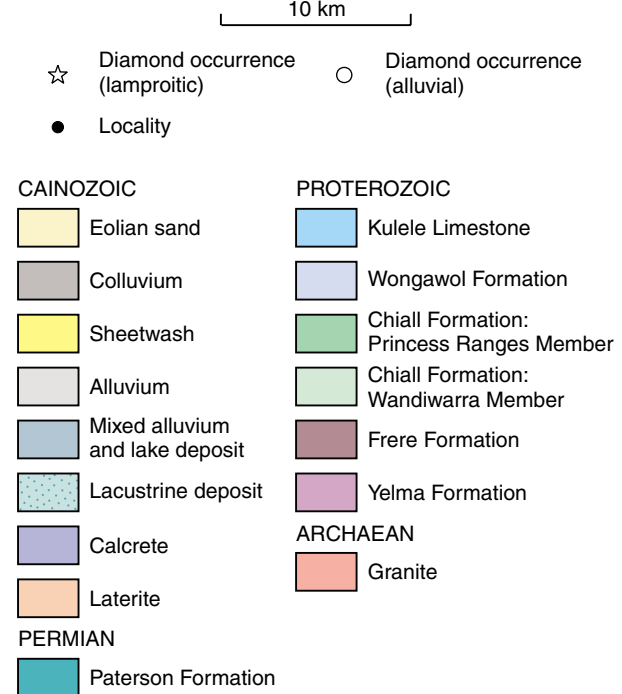 10 km
Diamond occurrence
(lamproitic)
Diamond occurrence
(alluvial)
Locality
CAINOZOIC
Eolian sand
Colluvium
Sheetwash
Alluvium
Mixed alluvium
and lake deposit
Lacustrine deposit
Calcrete
Laterite
PERMIAN
Paterson Formation
PROTEROZOIC
Kulele Limestone
Wongawol Formation
Chiall Formation:
Princess Ranges Member
Chiall Formation:
Wandiwarra Member
Frere Formation
Yelma Formation
ARCHAEAN
Granite